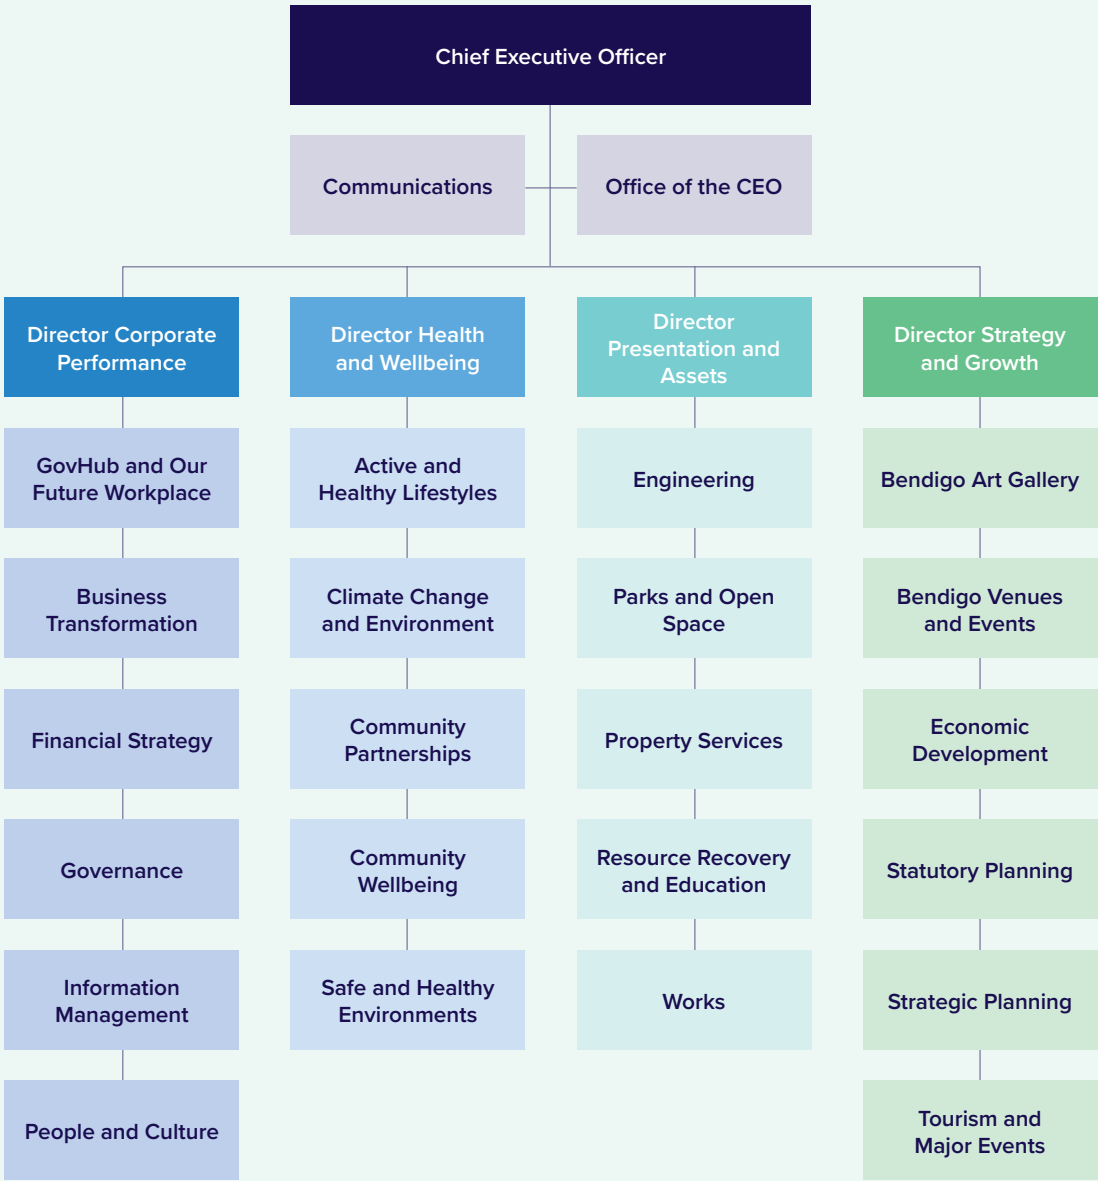 Chief Executive Officer
Communications
Office of the CEO
Director Corporate
Performance
GovHub and Our
Future Workplace
Business
Transformation
Financial Strategy
Governance
Information
Management
People and Culture
Director Health
and Wellbeing
Active and
Healthy Lifestyles
Climate Change
and Environment
Community
Partnerships
Community
Wellbeing
Safe and Healthy
Environments
Director
Presentation and
Assets
Engineering
Parks and Open
Space
Property Services
Resource Recovery
and Education
Works
Director Strategy
and Growth
Bendigo Art Gallery
Bendigo Venues
and Events
Economic
Development
Statutory Planning
Strategic Planning
Tourism and
Major Events